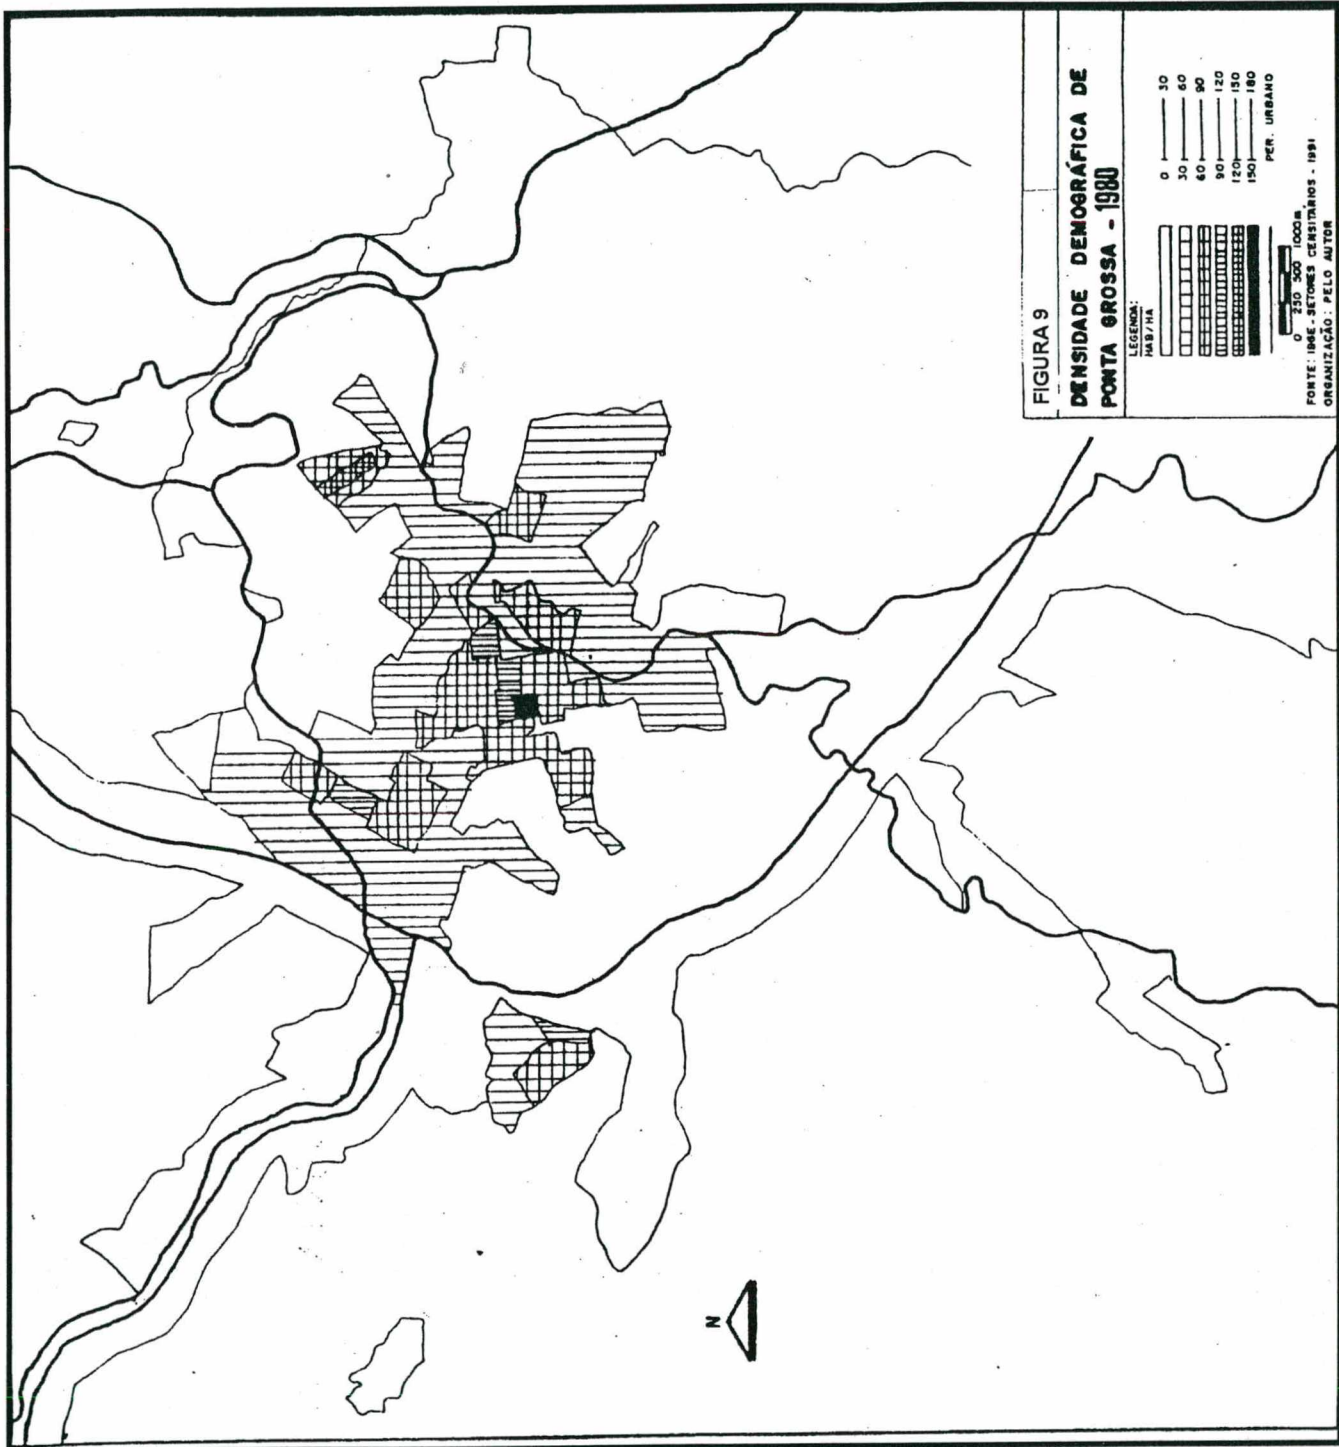 FIGURA 9
DENSIDADE DEMOGRÁFICA DE
PONTA GROSSA - 1980
LEGENDA:
HAB/HA
0 30
30 60
60 90
90 120
120 150
150 180
PER. URBANO
0 250 500 1000m.
FONTE: IBGE - SETORES CENSITÁRIOS - 1991
ORGANIZAÇÃO: PELO AUTOR
N